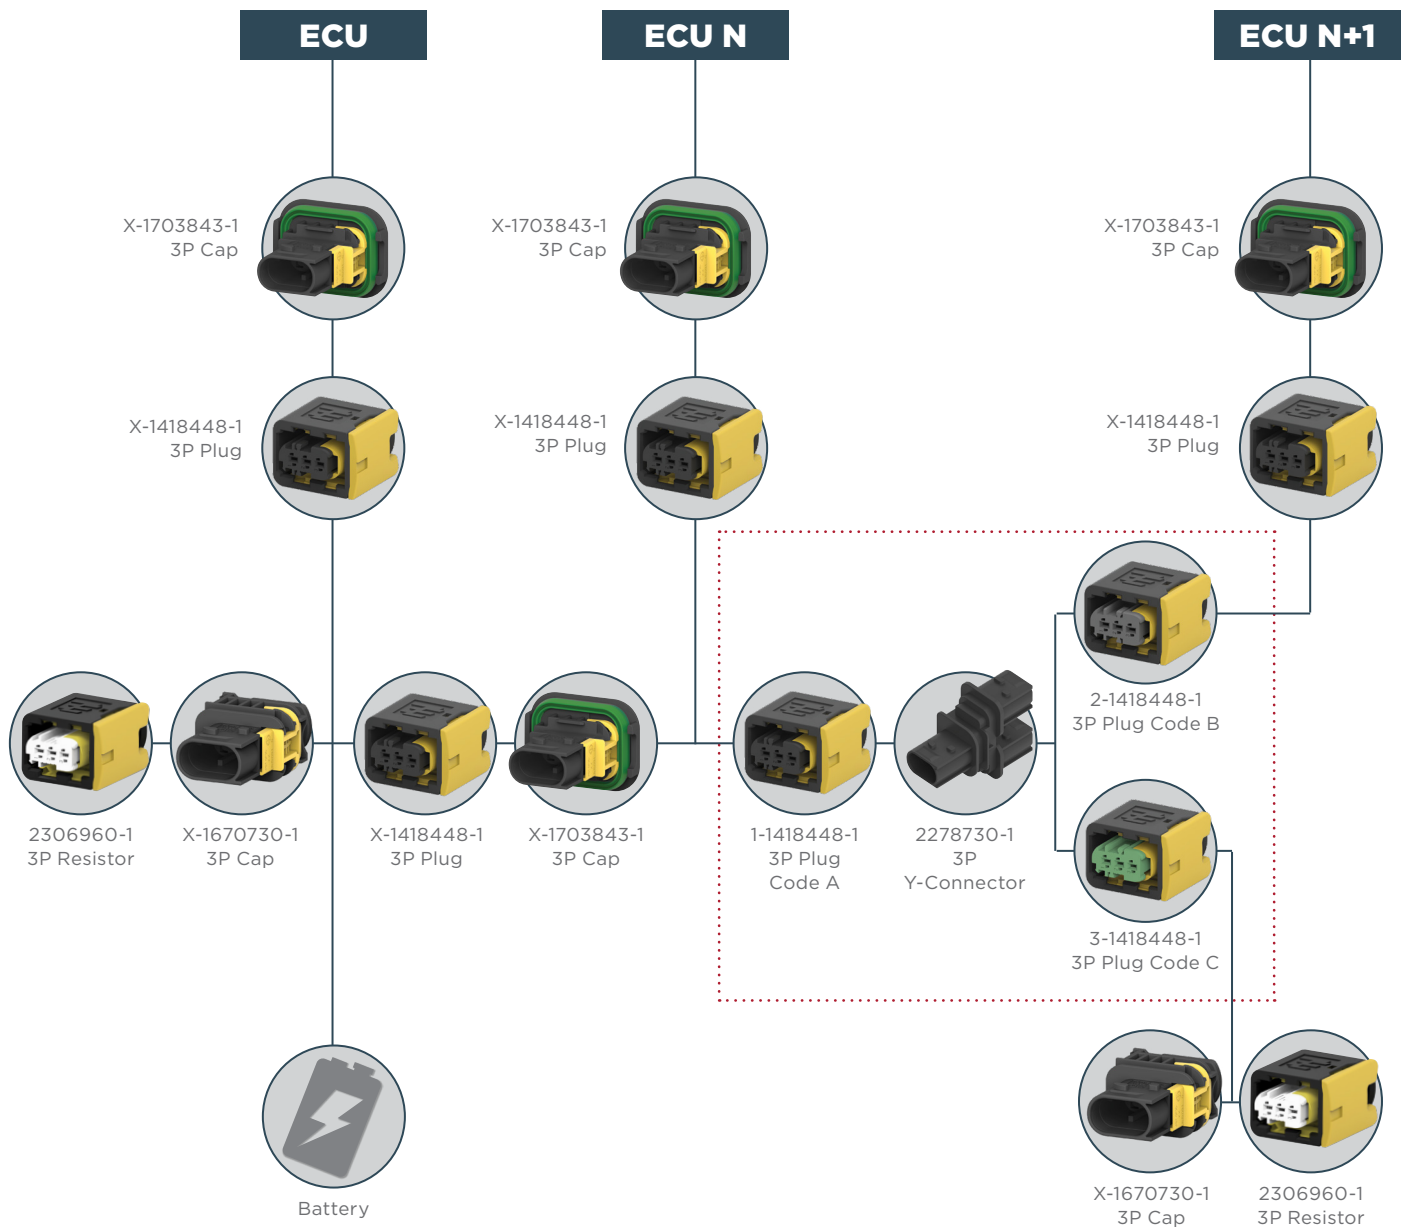 ECU
ECU N
ECU N+1
X-1703843-1
3P Cap
X-1703843-1
3P Cap
X-1703843-1
3P Cap
X-1418448-1
3P Plug
X-1418448-1
3P Plug
X-1418448-1
3P Plug
2-1418448-1
3P Plug Code B
2306960-1
3P Resistor
X-1670730-1
3P Cap
X-1418448-1
3P Plug
X-1703843-1
3P Cap
1-1418448-1
3P Plug
Code A
2278730-1
3P
Y-Connector
3-1418448-1
3P Plug Code C
Battery
X-1670730-1
3P Cap
2306960-1
3P Resistor